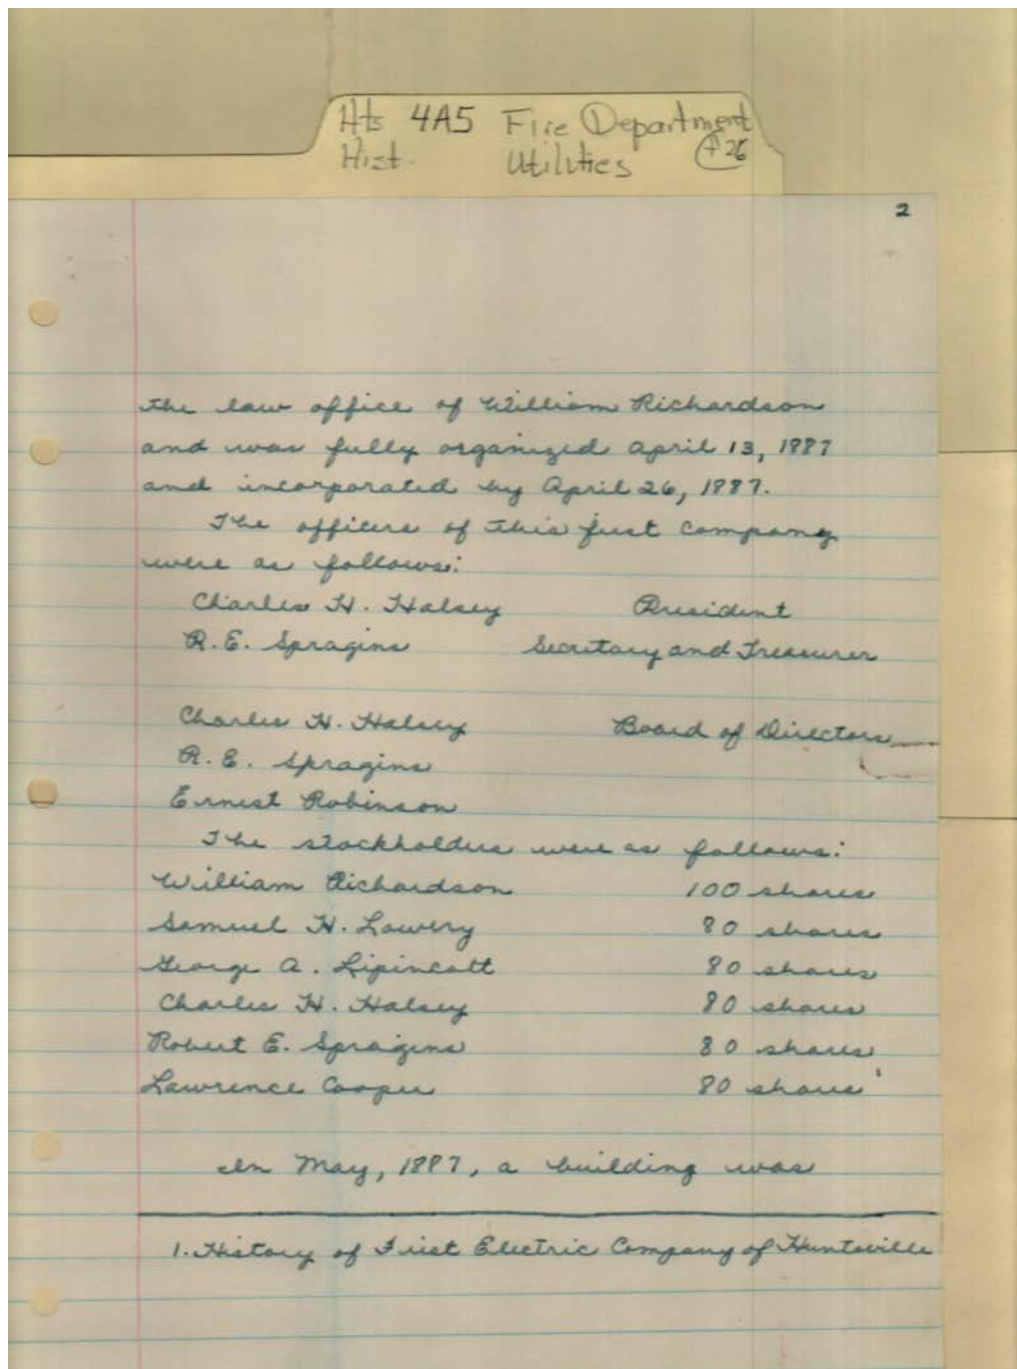 Hts 4A5 Fire Department
Hist. Utilities #26
2
the law office of William Richardson
and was fully organized April 13, 1887
and incorporated by April 26, 1887.
The officers of this first Company
were as follows:
Charles H. Halsey President
R.E. Spragins Secretary and Treasurer
Charles H. Halsey Board of Directors
R. E. Spragins
Ernest Robinson
The stockholders were as follows:
William Richardson 100 shares
Samuel H. Lowery 80 shares
George A. Lipincott 80 shares
Charles H. Halsey 80 shares
Robert E. Spragins 80 shares
Lawrence Cooper 80 shares
In May, 1887, a building was
1. History of First Electric Company of Huntsville